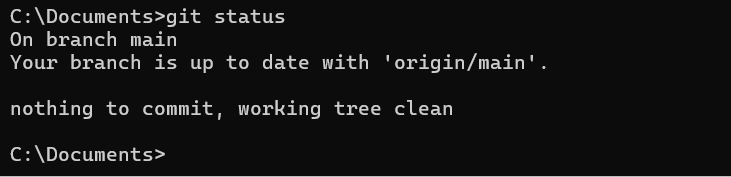 C:\Documents>git status
On branch main
Your branch is up to date with 'origin/main'.
nothing to commit, working tree clean
C:\Documents>